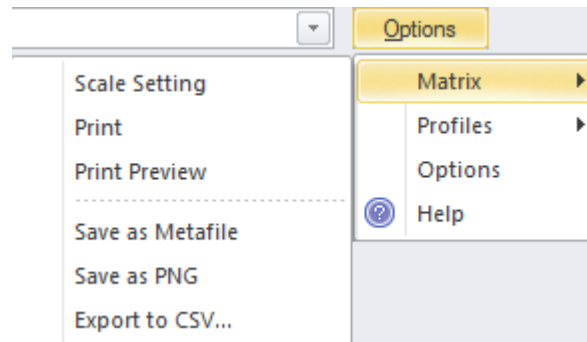 Options
Matrix
Profiles
Options
Help
Scale Setting
Print
Print Preview
Save as Metafile
Save as PNG
Export to CSV...